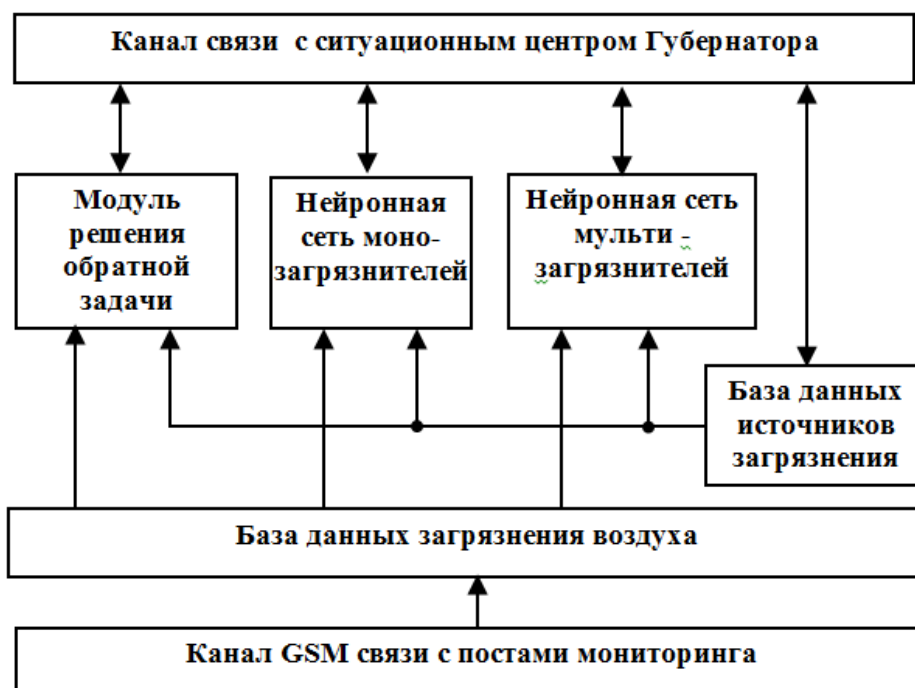 Канал связи с ситуационным центром Губернатора
Модуль
решения
обратной
задачи
Нейронная
сеть моно-
загрязнителей
Нейронная сеть
мульти -
загрязнителей
База данных
источников
загрязнения
База данных загрязнения воздуха
Канал GSM связи с постами мониторинга